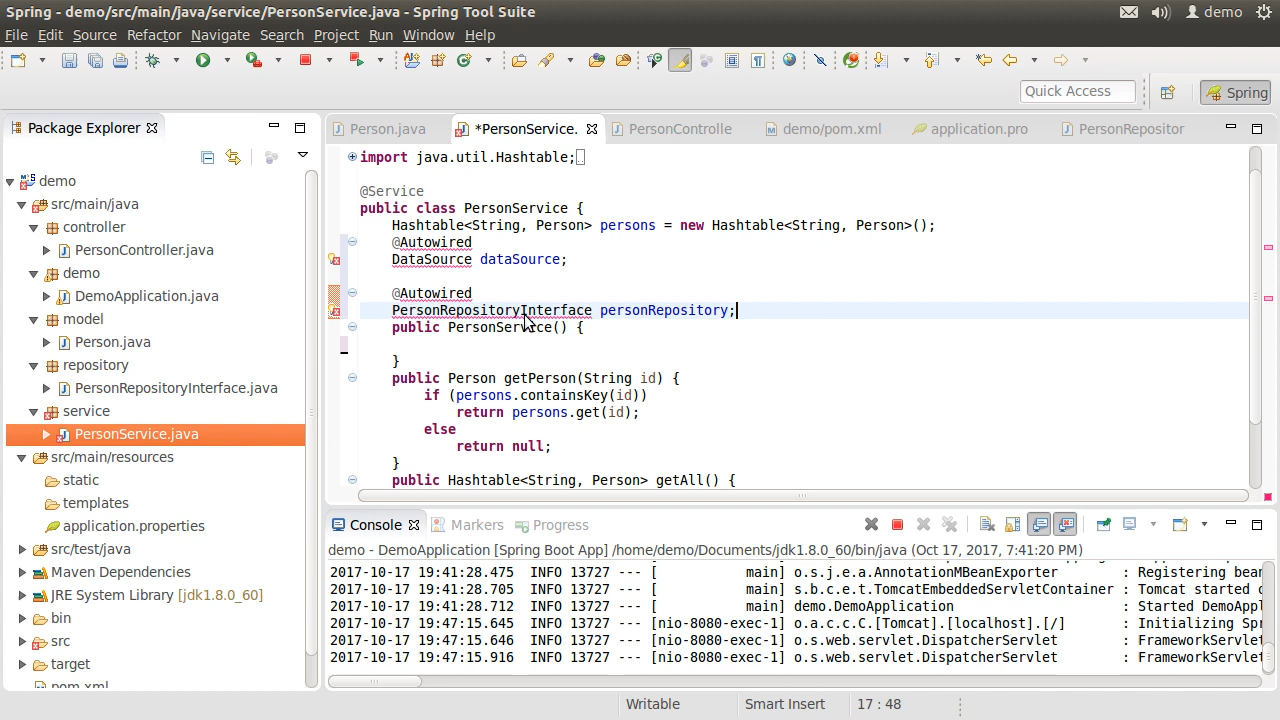 Spring - demo/src/main/java/service/PersonService.java - Spring Tool Suite
demo
File Edit Source Refactor Navigate Search Project Run Window Help
Quick Access
Spring
Package Explorer
Person.java
*PersonService.
PersonControlle
demo/pom.xml
application.pro
PersonRepositor
demo
src/main/java
controller
PersonController.java
demo
DemoApplication.java
model
Person.java
repository
PersonRepositoryInterface.java
service
PersonService.java
src/main/resources
static
templates
application.properties
src/test/java
Maven Dependencies
JRE System Library [jdk1.8.0_60]
bin
src
target
pom.xml
import java.util.Hashtable;
@Service
public class PersonService {
Hashtable<String, Person> persons = new Hashtable<String, Person>();
@Autowired
DataSource dataSource;
@Autowired
PersonRepositoryInterface personRepository;
public PersonService() {
}
public Person getPerson(String id) {
if (persons.containsKey(id))
return persons.get(id);
else
return null;
}
public Hashtable<String, Person> getAll() {
Console
Markers
Progress
demo - DemoApplication [Spring Boot App] /home/demo/Documents/jdk1.8.0_60/bin/java (Oct 17, 2017, 7:41:20 PM)
2017-10-17 19:41:28.475 INFO 13727 --- [ main] o.s.j.e.a.AnnotationMBeanExporter : Registering bean
2017-10-17 19:41:28.705 INFO 13727 --- [ main] s.b.c.e.t.TomcatEmbeddedServletContainer : Tomcat started o
2017-10-17 19:41:28.712 INFO 13727 --- [ main] demo.DemoApplication : Started DemoAppl
2017-10-17 19:47:15.645 INFO 13727 --- [nio-8080-exec-1] o.a.c.c.C.[Tomcat].[localhost].[/] : Initializing Spr
2017-10-17 19:47:15.646 INFO 13727 --- [nio-8080-exec-1] o.s.web.servlet.DispatcherServlet : FrameworkServlet
2017-10-17 19:47:15.916 INFO 13727 --- [nio-8080-exec-1] o.s.web.servlet.DispatcherServlet : FrameworkServlet
Writable
Smart Insert
17 : 48